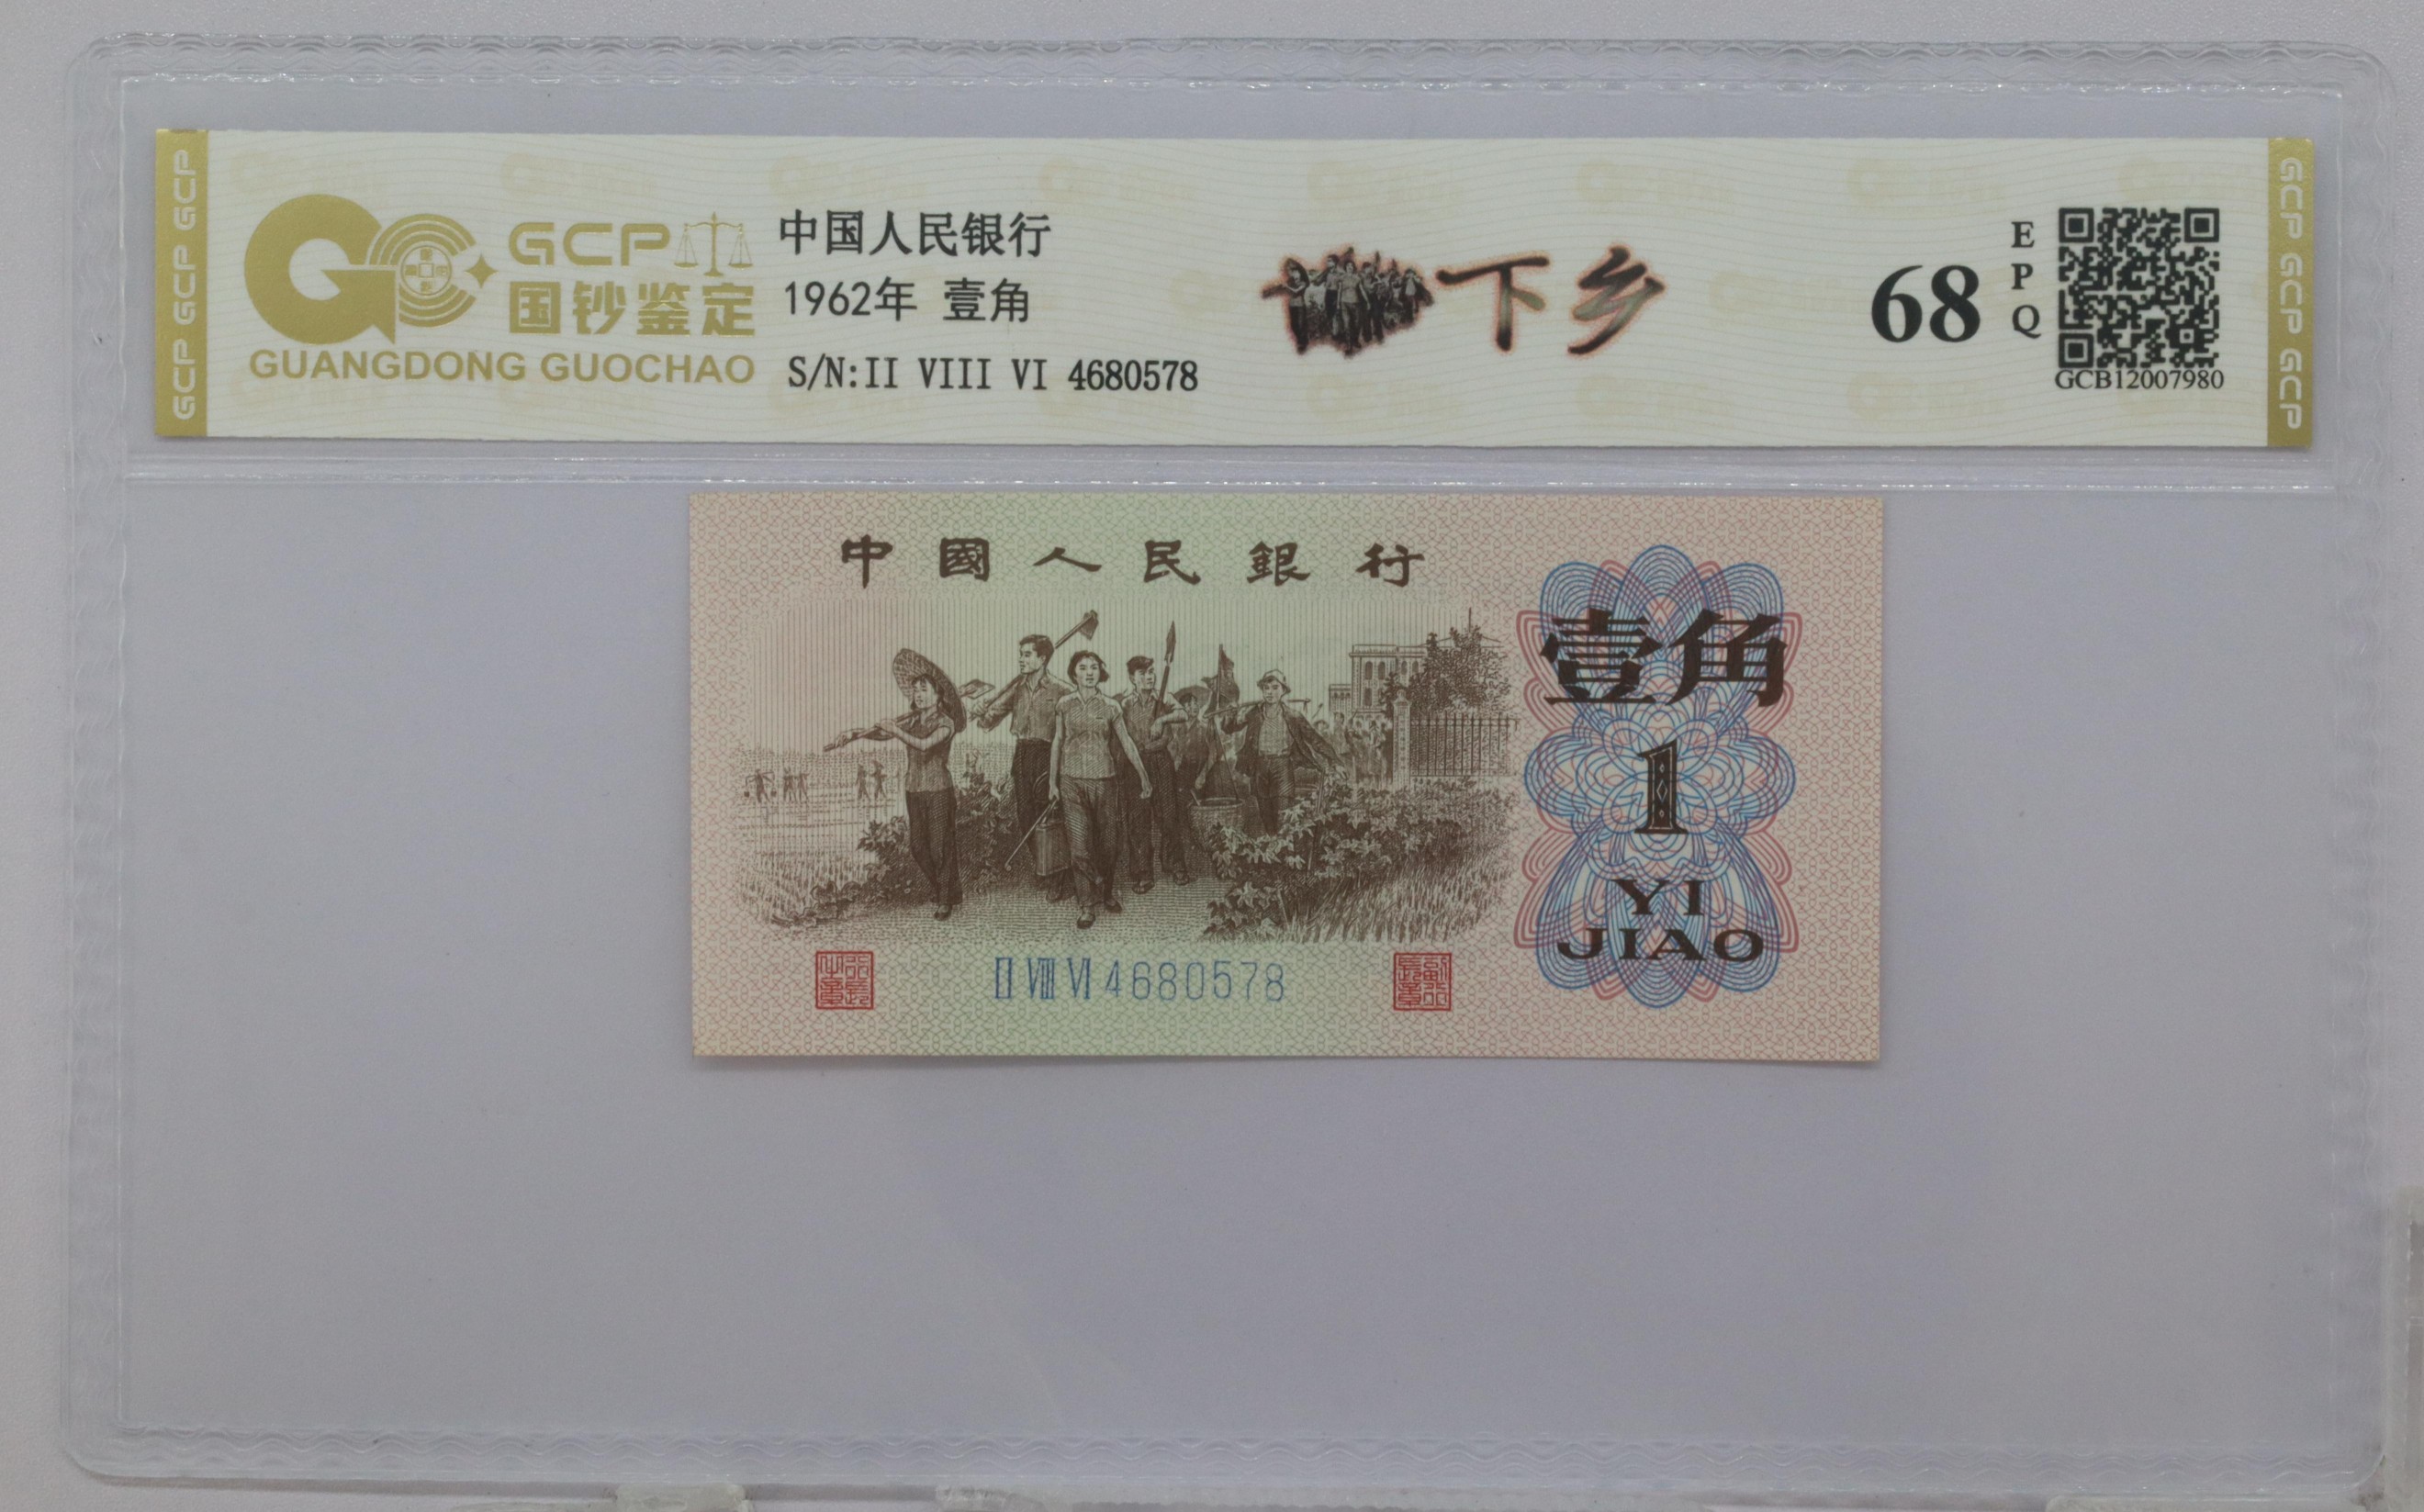 GCP GCP GCP
GCP
国钞鉴定
GUANGDONG GUOCHAO
中国人民银行
1962年 壹角
S/N:II VIII VI 4680578
下乡
68
EPQ
GCB12007980
GCP GCP GCP
中國人民銀行
壹角
1
YI
JIAO
II VIII VI 4680578